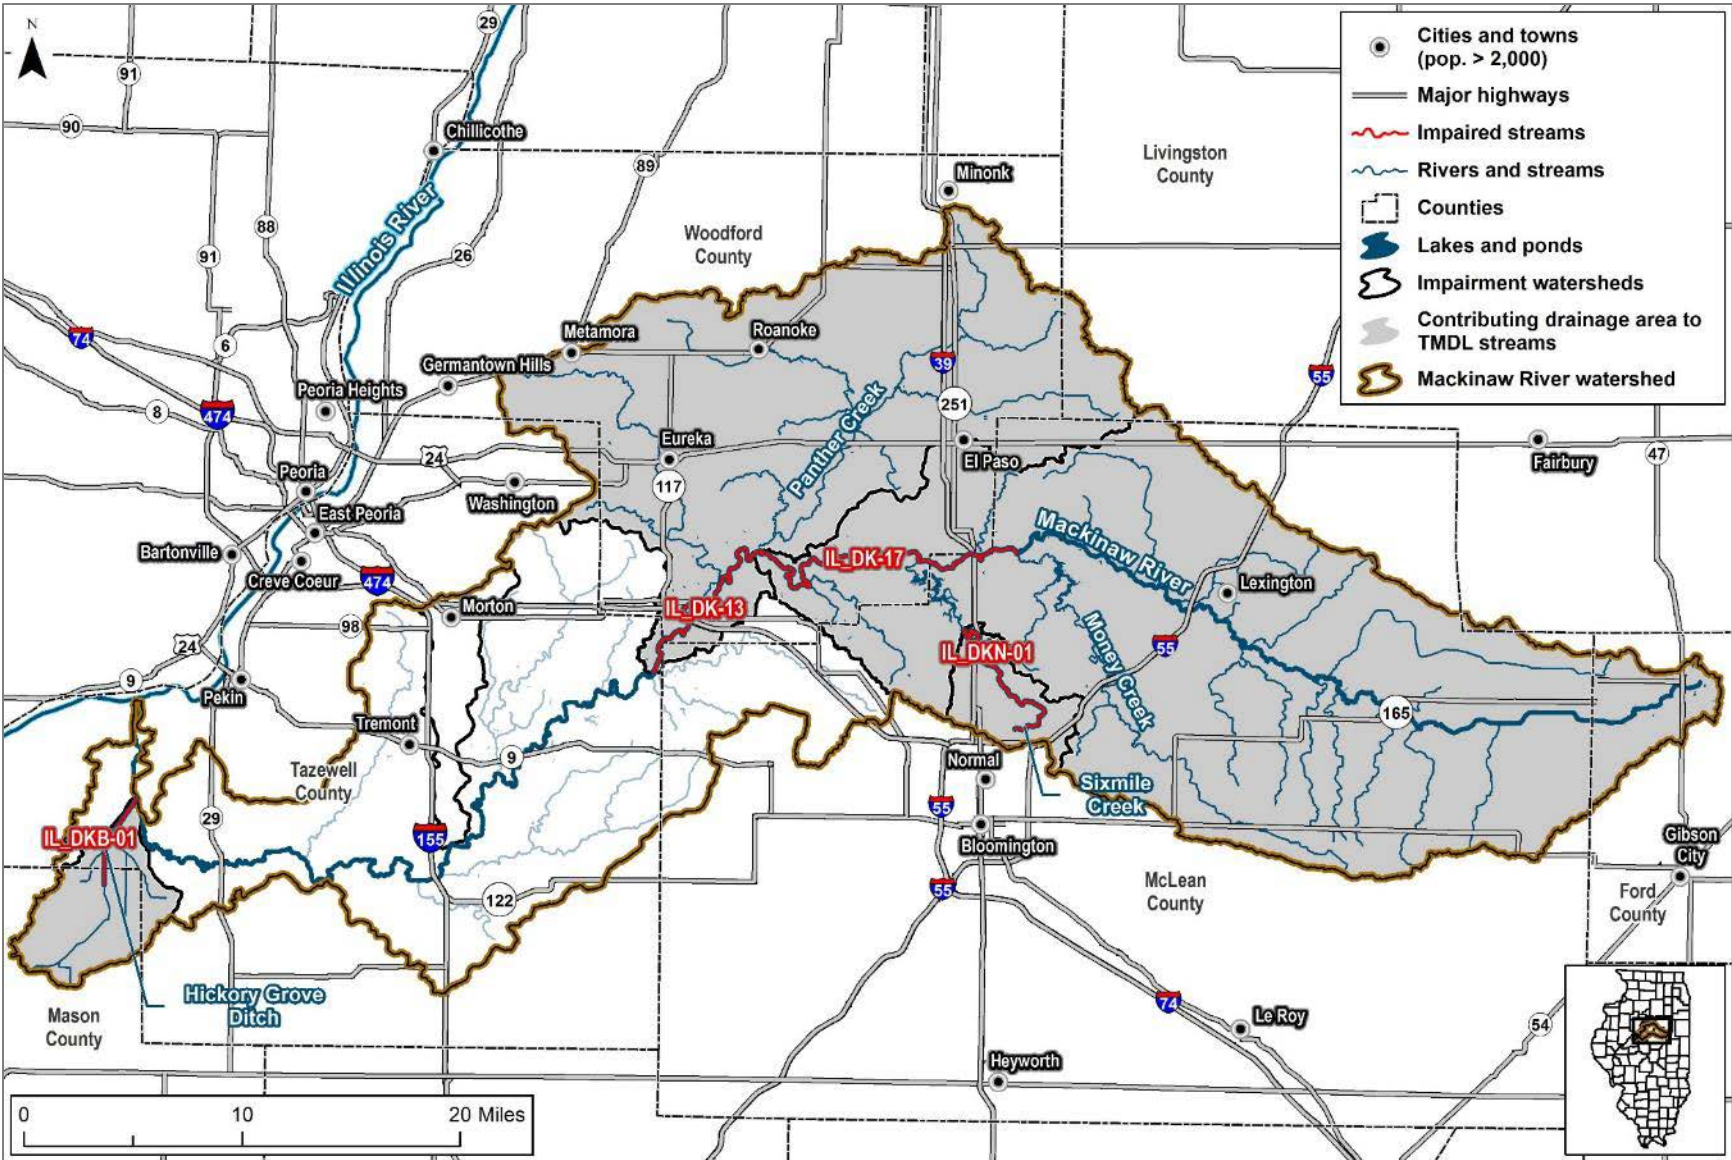 N
29
91
90
Chillicothe
89
Minonk
Livingston
County
Cities and towns
(pop. > 2,000)
Major highways
Impaired streams
Rivers and streams
Counties
Lakes and ponds
Impairment watersheds
Contributing drainage area to
TMDL streams
Mackinaw River watershed
Illinois River
88
91
26
Woodford
County
74
6
Metamora
Roanoke
Germantown Hills
39
55
Peoria Heights
8
474
251
Panther Creek
Eureka
El Paso
Fairbury
47
24
Peoria
117
Washington
East Peoria
Bartonville
Creve Coeur
474
IL_DK-17
Mackinaw River
Lexington
Morton
IL_DK-13
98
24
IL_DKN-01
Money Creek
55
9
Pekin
Tremont
165
9
Tazewell
County
Normal
Sixmile
Creek
29
55
IL_DKB-01
155
Bloomington
Gibson
City
122
55
McLean
County
Ford
County
Hickory Grove
Ditch
Mason
County
74
Le Roy
54
Heyworth
0 10 20 Miles